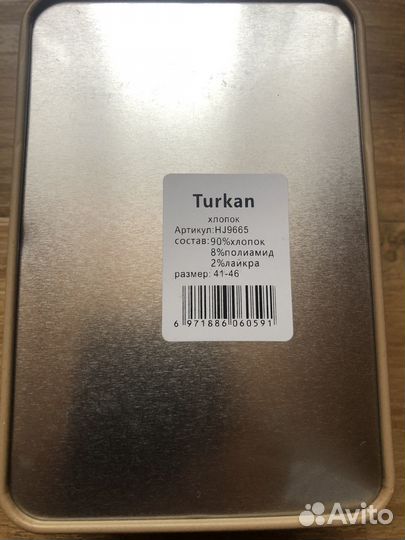 Turkan
хлопок
Артикул:HJ9665
состав:90%хлопок
8%полиамид
2%лайкра
размер: 41-46
6 971886 060591
Avito